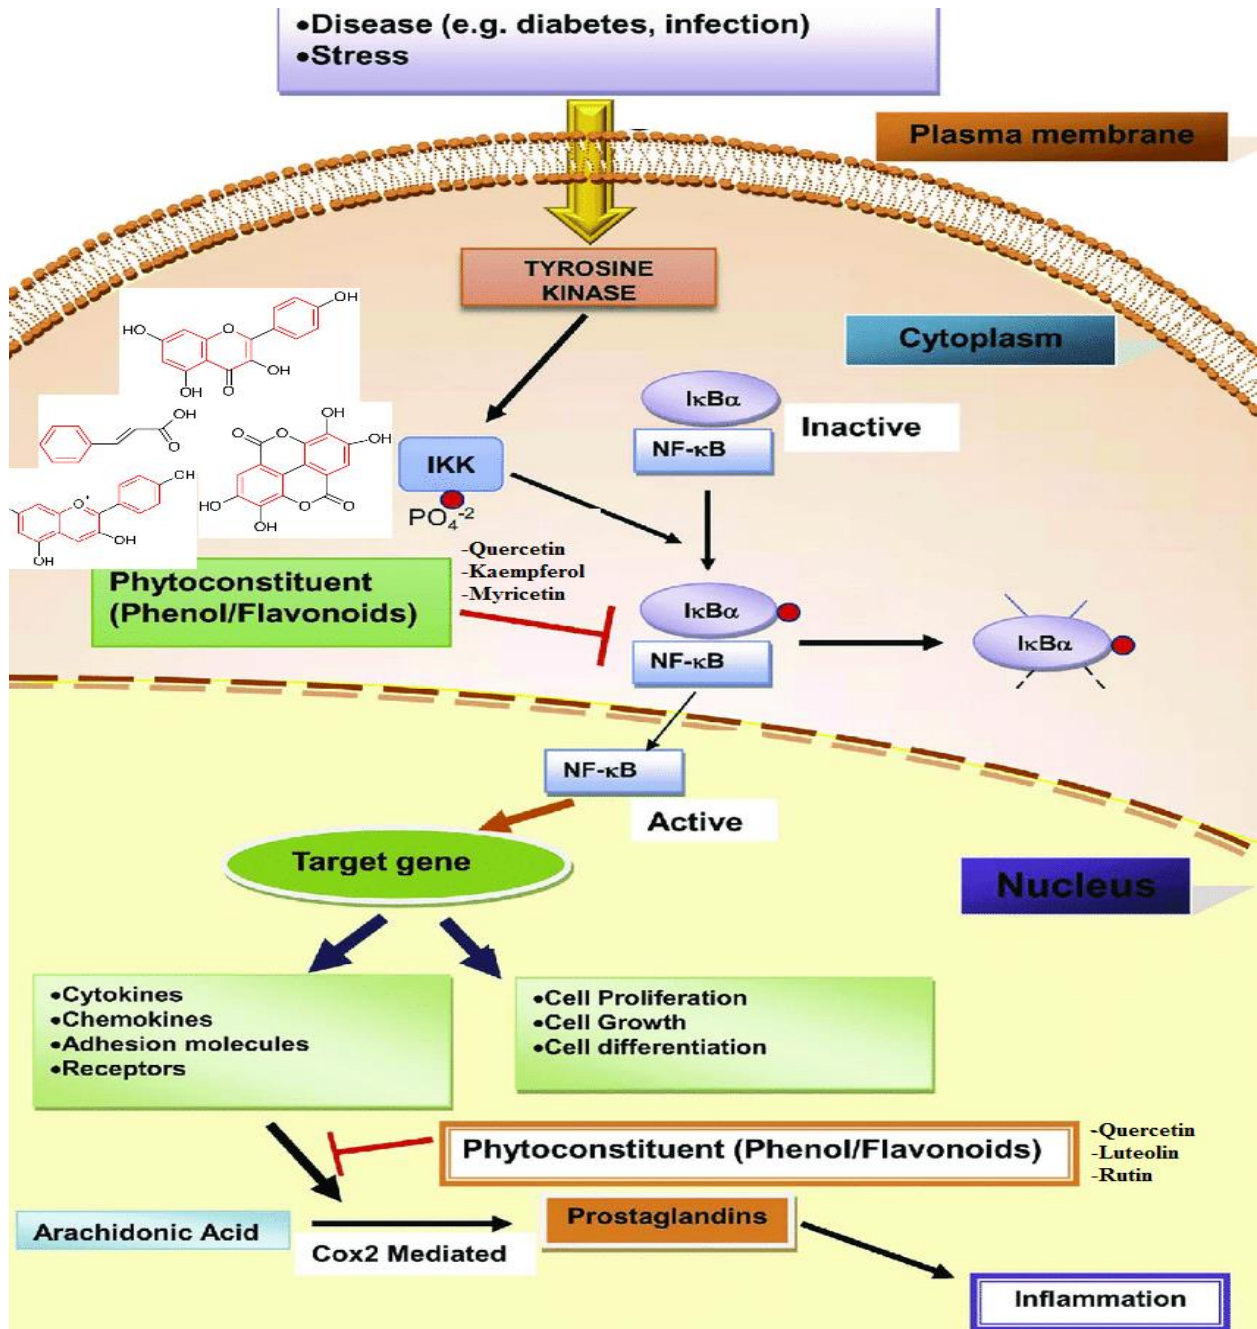 •Disease (e.g. diabetes, infection)
•Stress
Plasma membrane
TYROSINE
KINASE
Cytoplasm
OH
HO
O
OH
OH
O
OH
O
O
O
OH
OH
HO
OH
O
O
CH
O+
OH
OH
IκBα
NF-κB
Inactive
IKK
PO4-2
-Quercetin
-Kaempferol
-Myricetin
Phytoconstituent
(Phenol/Flavonoids)
IκBα
NF-κB
IκBα
NF-κB
Active
Target gene
Nucleus
•Cytokines
•Chemokines
•Adhesion molecules
•Receptors
•Cell Proliferation
•Cell Growth
•Cell differentiation
Phytoconstituent (Phenol/Flavonoids)
-Quercetin
-Luteolin
-Rutin
Arachidonic Acid
Cox2 Mediated
Prostaglandins
Inflammation